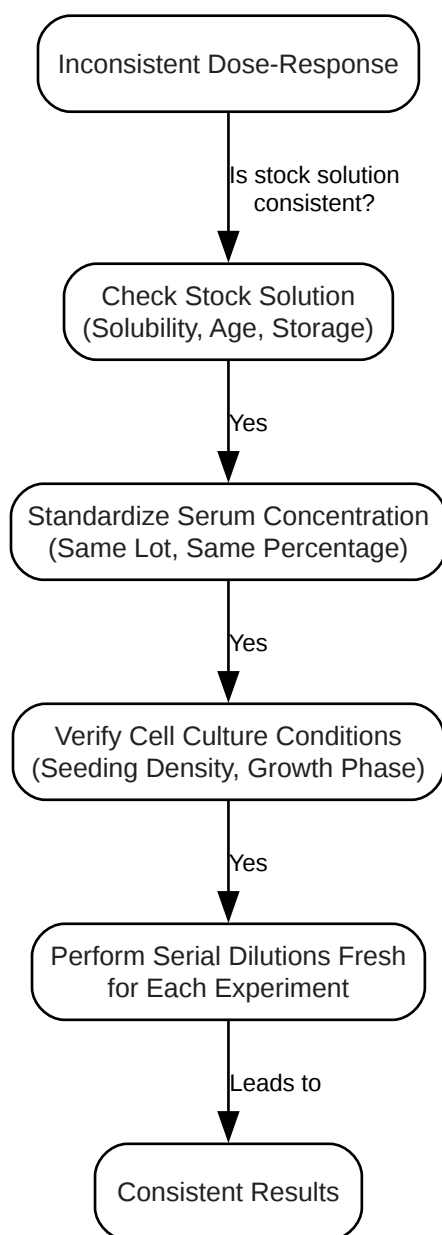 Inconsistent Dose-Response
Is stock solution
consistent?
Check Stock Solution
(Solubility, Age, Storage)
Yes
Standardize Serum Concentration
(Same Lot, Same Percentage)
Yes
Verify Cell Culture Conditions
(Seeding Density, Growth Phase)
Yes
Perform Serial Dilutions Fresh
for Each Experiment
Leads to
Consistent Results